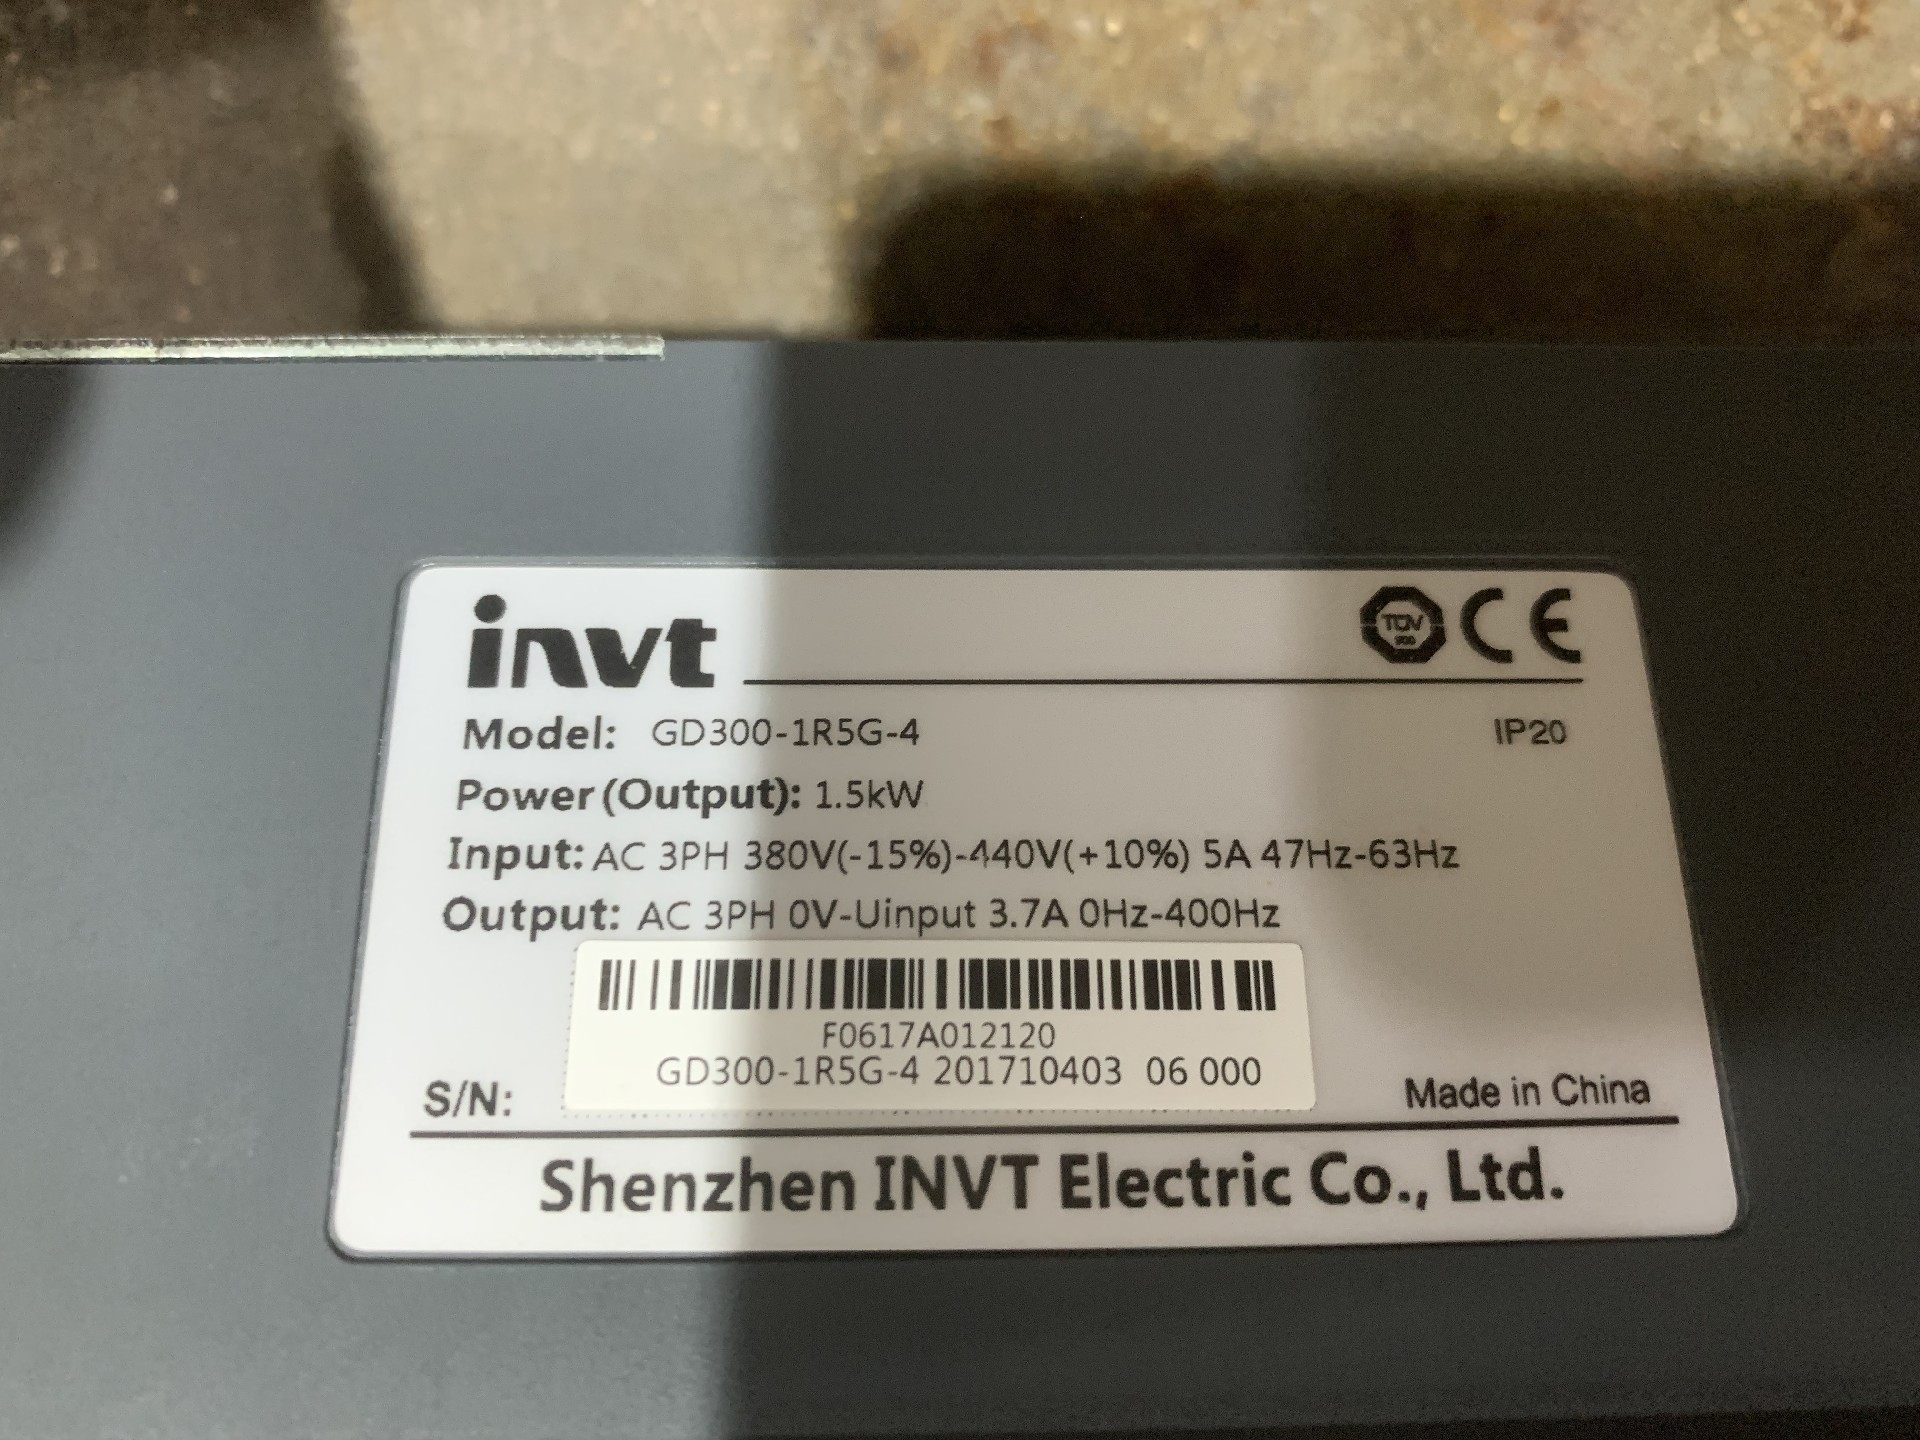 invt
TÜV
CE
Model: GD300-1R5G-4
IP20
Power (Output): 1.5kW
Input: AC 3PH 380V(-15%)-440V(+10%) 5A 47Hz-63Hz
Output: AC 3PH 0V-Uinput 3.7A 0Hz-400Hz
F0617A012120
GD300-1R5G-4 201710403 06 000
S/N:
Made in China
Shenzhen INVT Electric Co., Ltd.